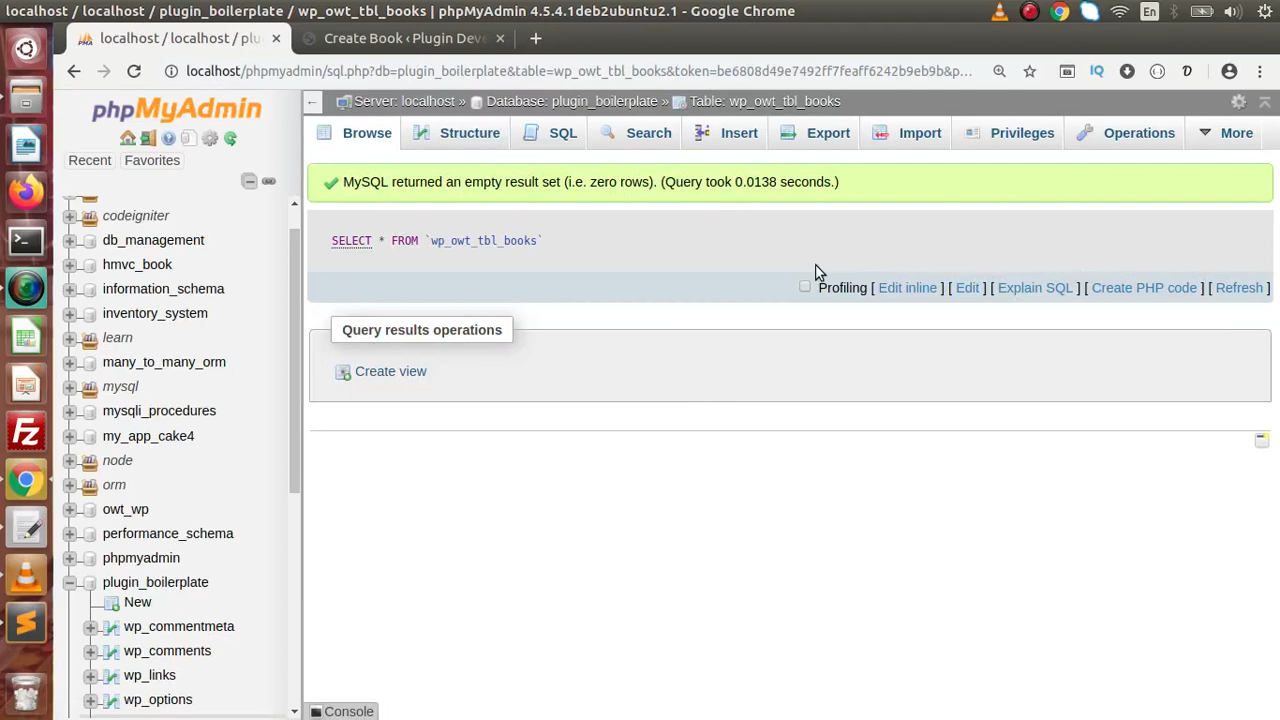 localhost / localhost / plugin_boilerplate / wp_owt_tbl_books | phpMyAdmin 4.5.4.1deb2ubuntu2.1 - Google Chrome
En
localhost / localhost / plu
Create Book ‹ Plugin Deve
localhost/phpmyadmin/sql.php?db=plugin_boilerplate&table=wp_owt_tbl_books&token=be6808d49e7492ff7feaff6242b9eb9b&p…
IQ
phpMyAdmin
Recent
Favorites
codeigniter
db_management
hmvc_book
information_schema
inventory_system
learn
many_to_many_orm
mysql
mysqli_procedures
my_app_cake4
node
orm
owt_wp
performance_schema
phpmyadmin
plugin_boilerplate
New
wp_commentmeta
wp_comments
wp_links
wp_options
Server: localhost » Database: plugin_boilerplate » Table: wp_owt_tbl_books
Browse
Structure
SQL
Search
Insert
Export
Import
Privileges
Operations
More
MySQL returned an empty result set (i.e. zero rows). (Query took 0.0138 seconds.)
SELECT * FROM `wp_owt_tbl_books`
Profiling [ Edit inline ] [ Edit ] [ Explain SQL ] [ Create PHP code ] [ Refresh ]
Query results operations
Create view
Console